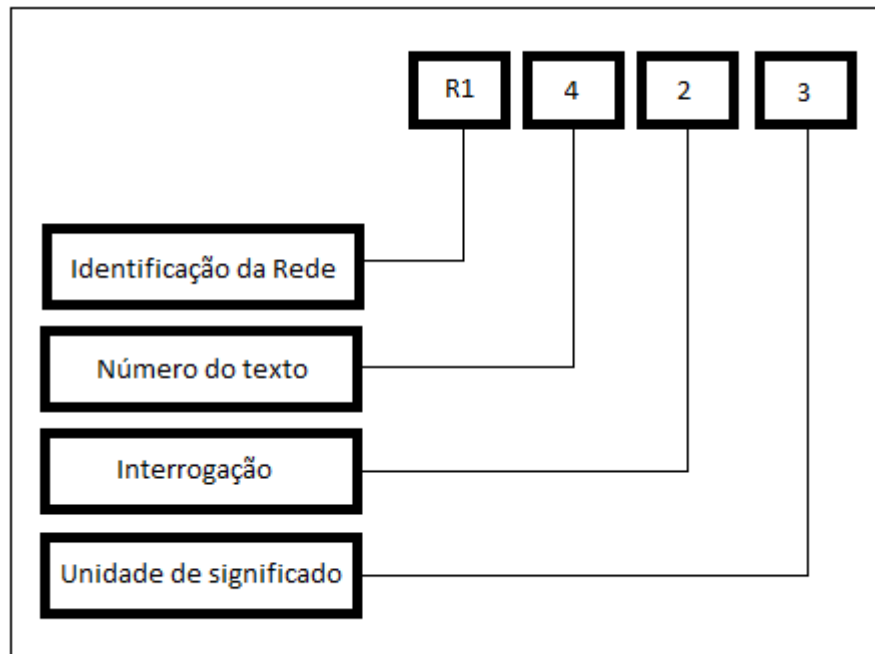 R1 4 2 3
Identificação da Rede
Número do texto
Interrogação
Unidade de significado